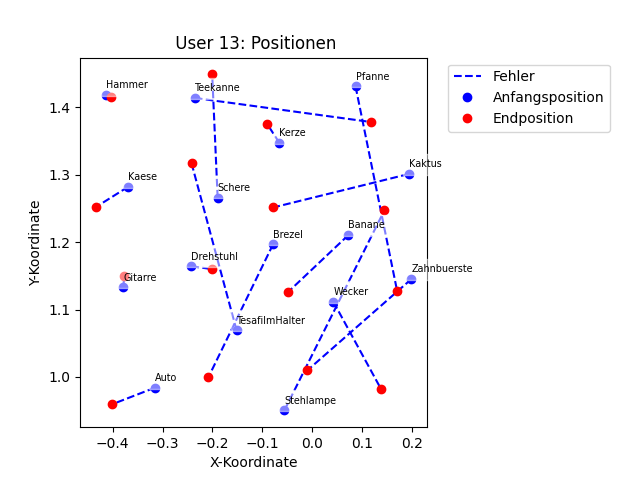 User 13: Positionen
Fehler
Anfangsposition
Endposition
Y-Koordinate
1.4
1.3
1.2
1.1
1.0
Hammer
Teekanne
Pfanne
Kerze
Kaktus
Kaese
Schere
Brezel
Banane
Drehstuhl
Gitarre
Zahnbuerste
Wecker
TesafilmHalter
Auto
Stehlampe
−0.4
−0.3
−0.2
−0.1
0.0
0.1
0.2
X-Koordinate